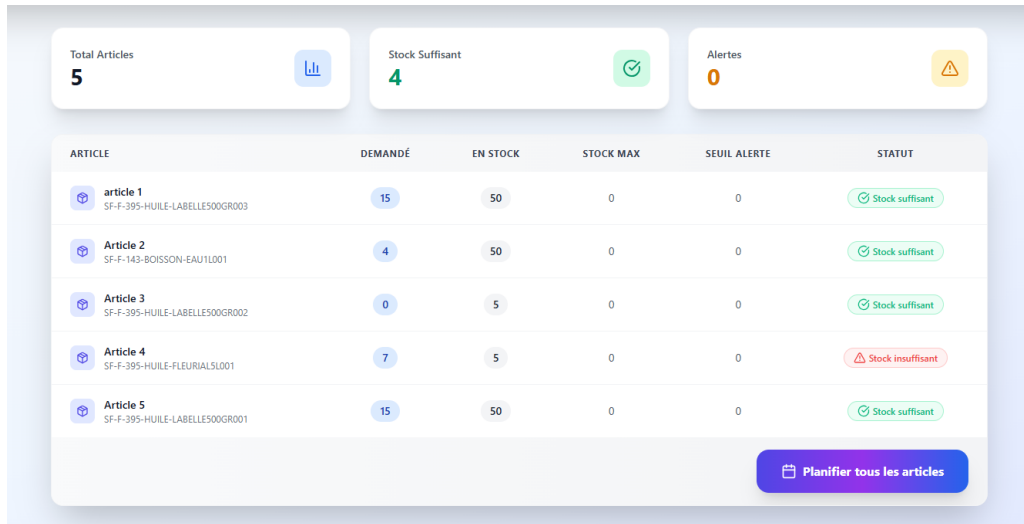 Total Articles
5
Stock Suffisant
4
Alertes
0
ARTICLE DEMANDÉ EN STOCK STOCK MAX SEUIL ALERTE STATUT
article 1
SF-F-395-HUILE-LABELLE500GR003
15 50 0 0 Stock suffisant
Article 2
SF-F-143-BOISSON-EAU1L001
4 50 0 0 Stock suffisant
Article 3
SF-F-395-HUILE-LABELLE500GR002
0 5 0 0 Stock suffisant
Article 4
SF-F-395-HUILE-FLEURIAL5L001
7 5 0 0 Stock insuffisant
Article 5
SF-F-395-HUILE-LABELLE500GR001
15 50 0 0 Stock suffisant
Planifier tous les articles